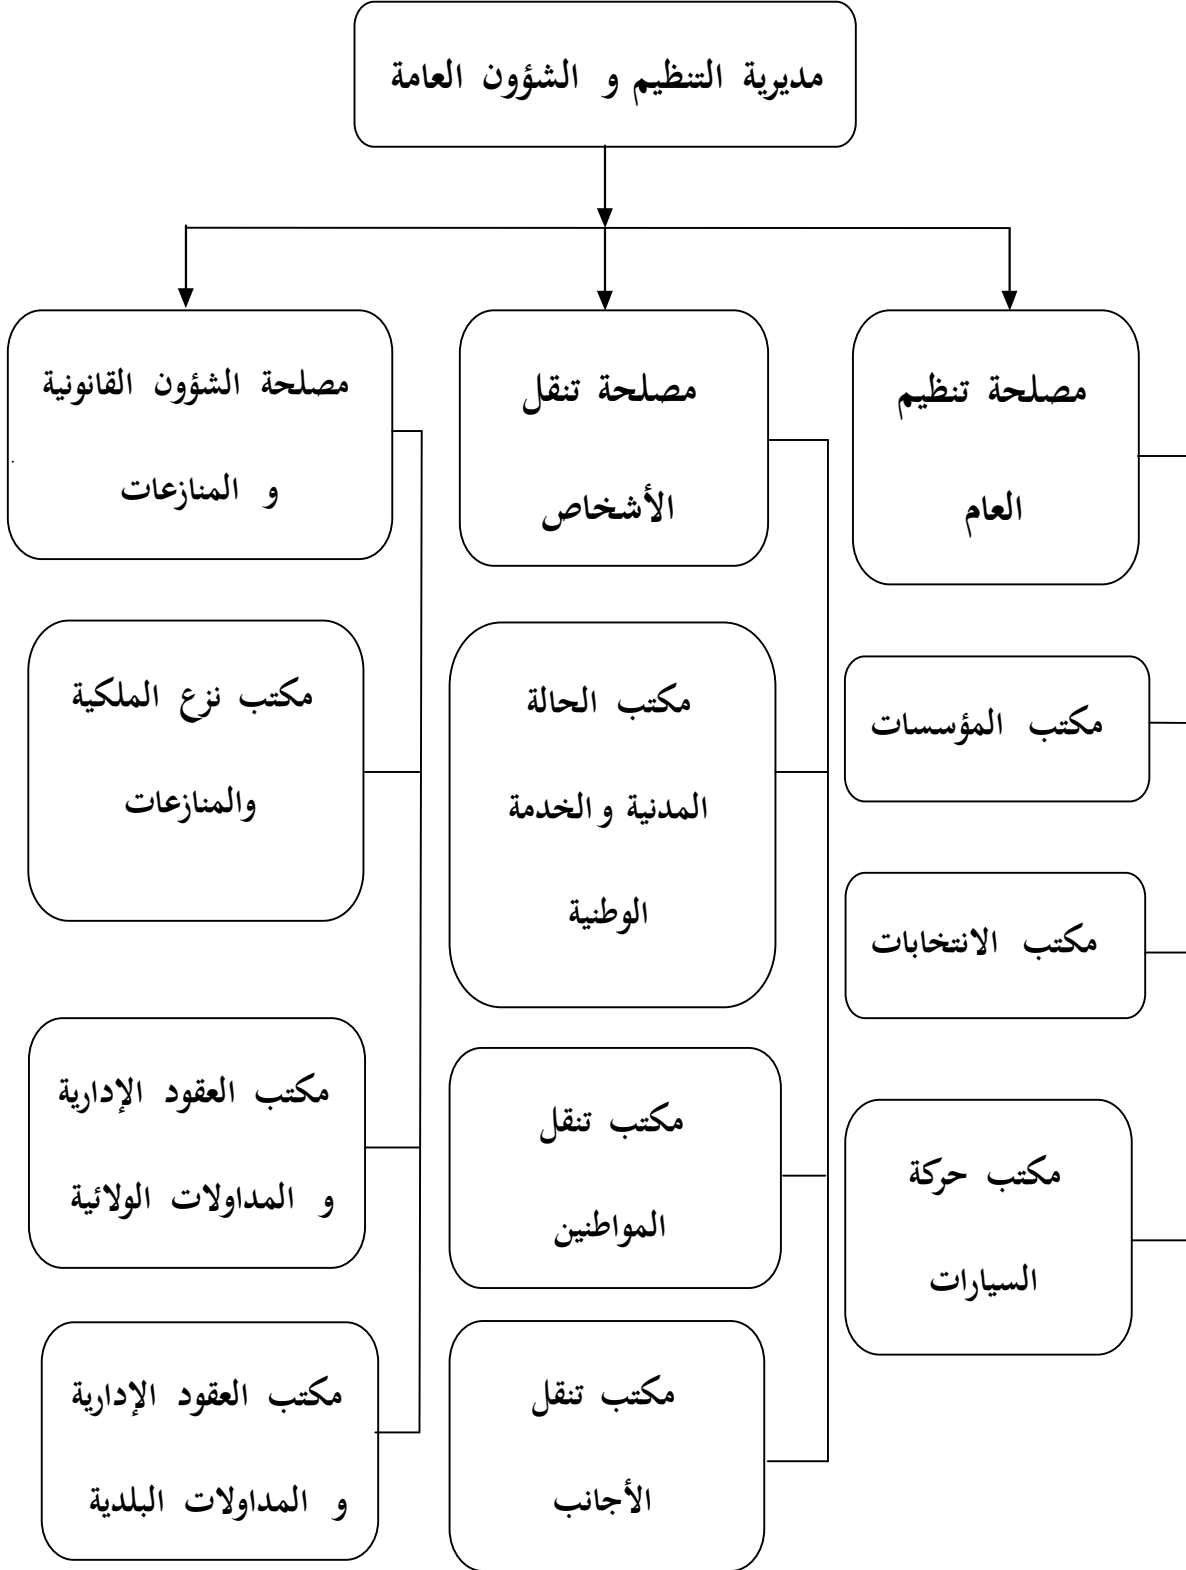 مديرية التنظيم و الشؤون العامة
مصلحة تنظيم
العام
مكتب المؤسسات
مكتب الانتخابات
مكتب حركة
السيارات
مصلحة تنقل
الأشخاص
مكتب الحالة
المدنية و الخدمة
الوطنية
مكتب تنقل
المواطنين
مكتب تنقل
الأجانب
مصلحة الشؤون القانونية
و المنازعات
مكتب نزع الملكية
والمنازعات
مكتب العقود الإدارية
و المداولات الولائية
مكتب العقود الإدارية
و المداولات البلدية